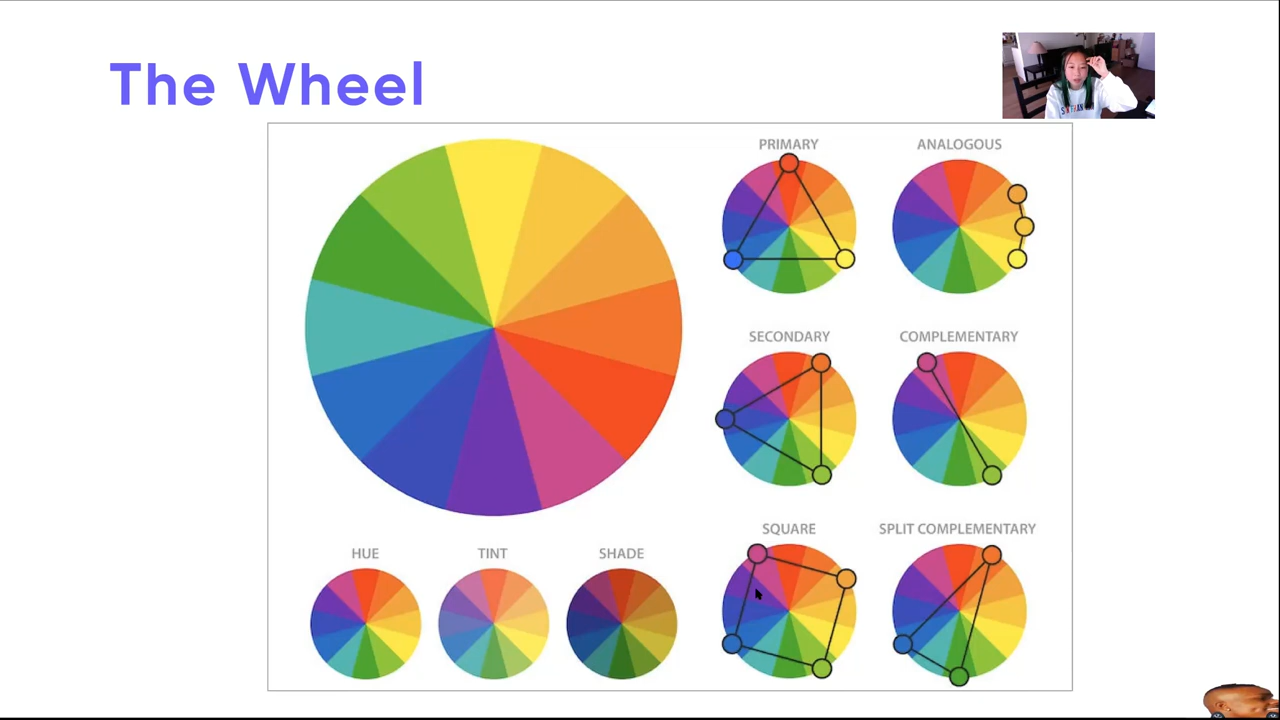 The Wheel
PRIMARY
ANALOGOUS
SECONDARY
COMPLEMENTARY
SQUARE
SPLIT COMPLEMENTARY
HUE
TINT
SHADE